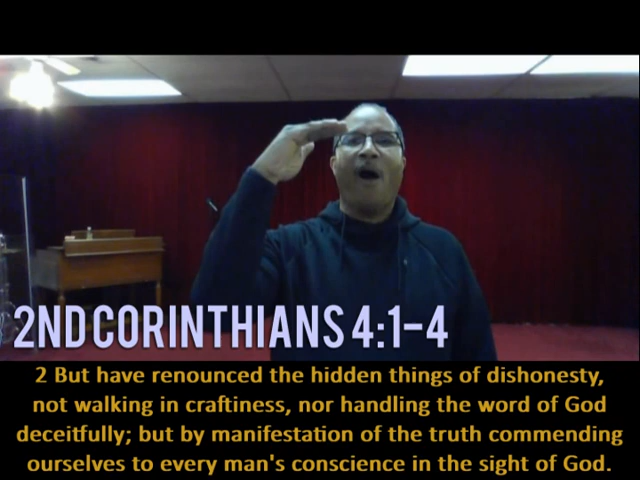 2ND CORINTHIANS 4:1-4
2 But have renounced the hidden things of dishonesty,
not walking in craftiness, nor handling the word of God
deceitfully; but by manifestation of the truth commending
ourselves to every man's conscience in the sight of God.